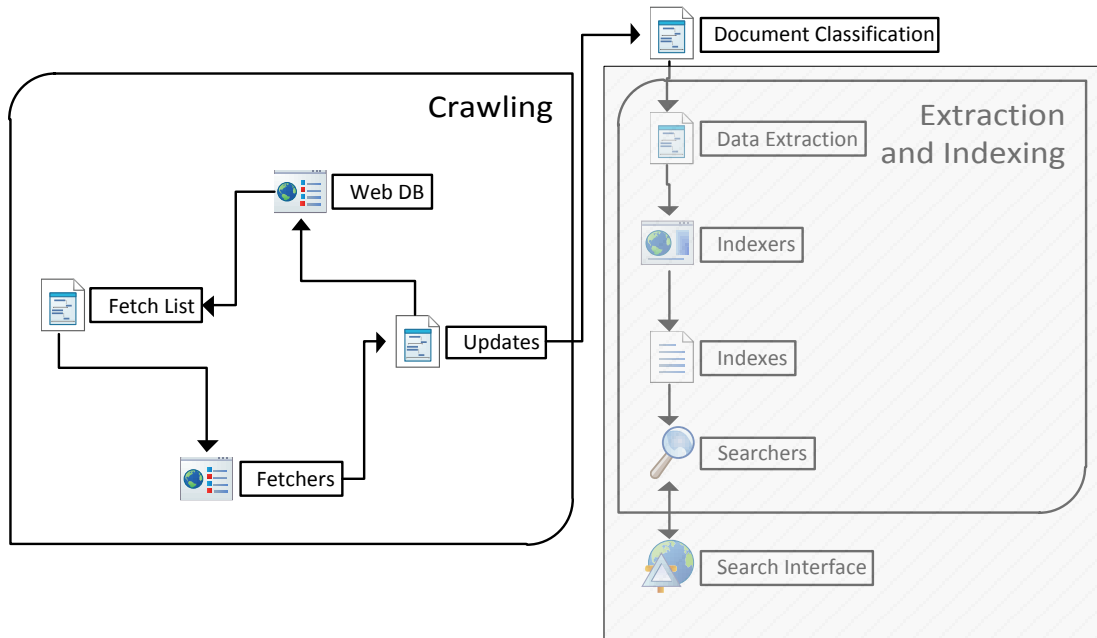 Document Classification
Crawling
Extraction
and Indexing
Data Extraction
Web DB
Indexers
Fetch List
Updates
Indexes
Searchers
Fetchers
Search Interface